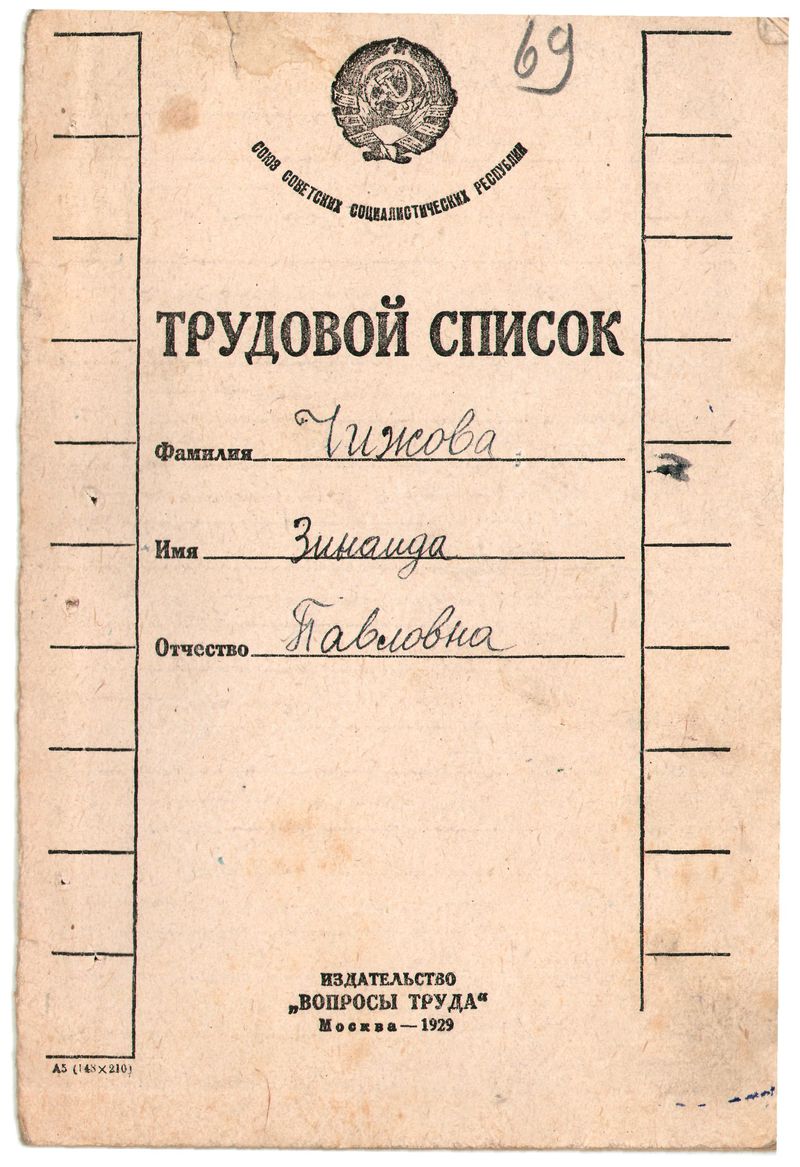 69
СОЮЗ СОВЕТСКИХ СОЦИАЛИСТИЧЕСКИХ РЕСПУБЛИК
ТРУДОВОЙ СПИСОК
Фамилия Чижова
Имя Зинаида
Отчество Павловна
ИЗДАТЕЛЬСТВО
„ВОПРОСЫ ТРУДА“
Москва—1929
А5 (148×210)